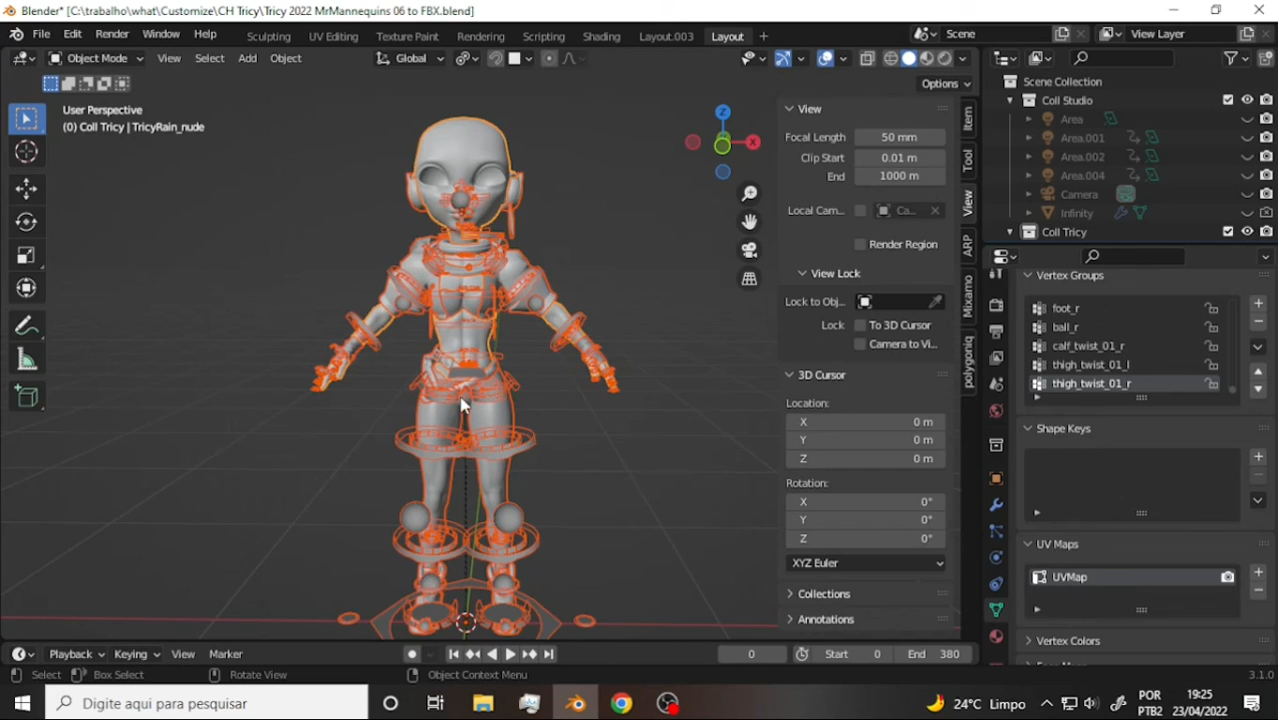 Blender* [C:\trabalho\what\Customize\CH Tricy\Tricy 2022 MrMannequins 06 to FBX.blend]
File Edit Render Window Help Sculpting UV Editing Texture Paint Rendering Compositing Scripting Shading Layout.003 Layout + Scene View Layer
Object Mode View Select Add Object Global
Options
User Perspective
(0) Coll Tricy | TricyRain_nude
Z
X
View
Focal Length 50 mm
Clip Start 0.01 m
End 1000 m
Local Cam... Ca...
Render Region
View Lock
Lock to Obj...
Lock To 3D Cursor
Camera to Vi...
3D Cursor
Location:
X 0 m
Y 0 m
Z 0 m
Rotation:
X 0°
Y 0°
Z 0°
XYZ Euler
Collections
Annotations
Item
Tool
View
ARP
Mixamo
polygoniq
Scene Collection
Coll Studio
Area
Area.001
Area.002
Area.004
Camera
Infinity
Coll Tricy
Vertex Groups
foot_r
ball_r
calf_twist_01_r
thigh_twist_01_l
thigh_twist_01_r
Shape Keys
UV Maps
UVMap
Vertex Colors
Playback Keying View Marker 0 Start 0 End 380
Select Box Select Rotate View Object Context Menu 3.1.0
Digite aqui para pesquisar
24°C Limpo
POR
PTB2
19:25
23/04/2022